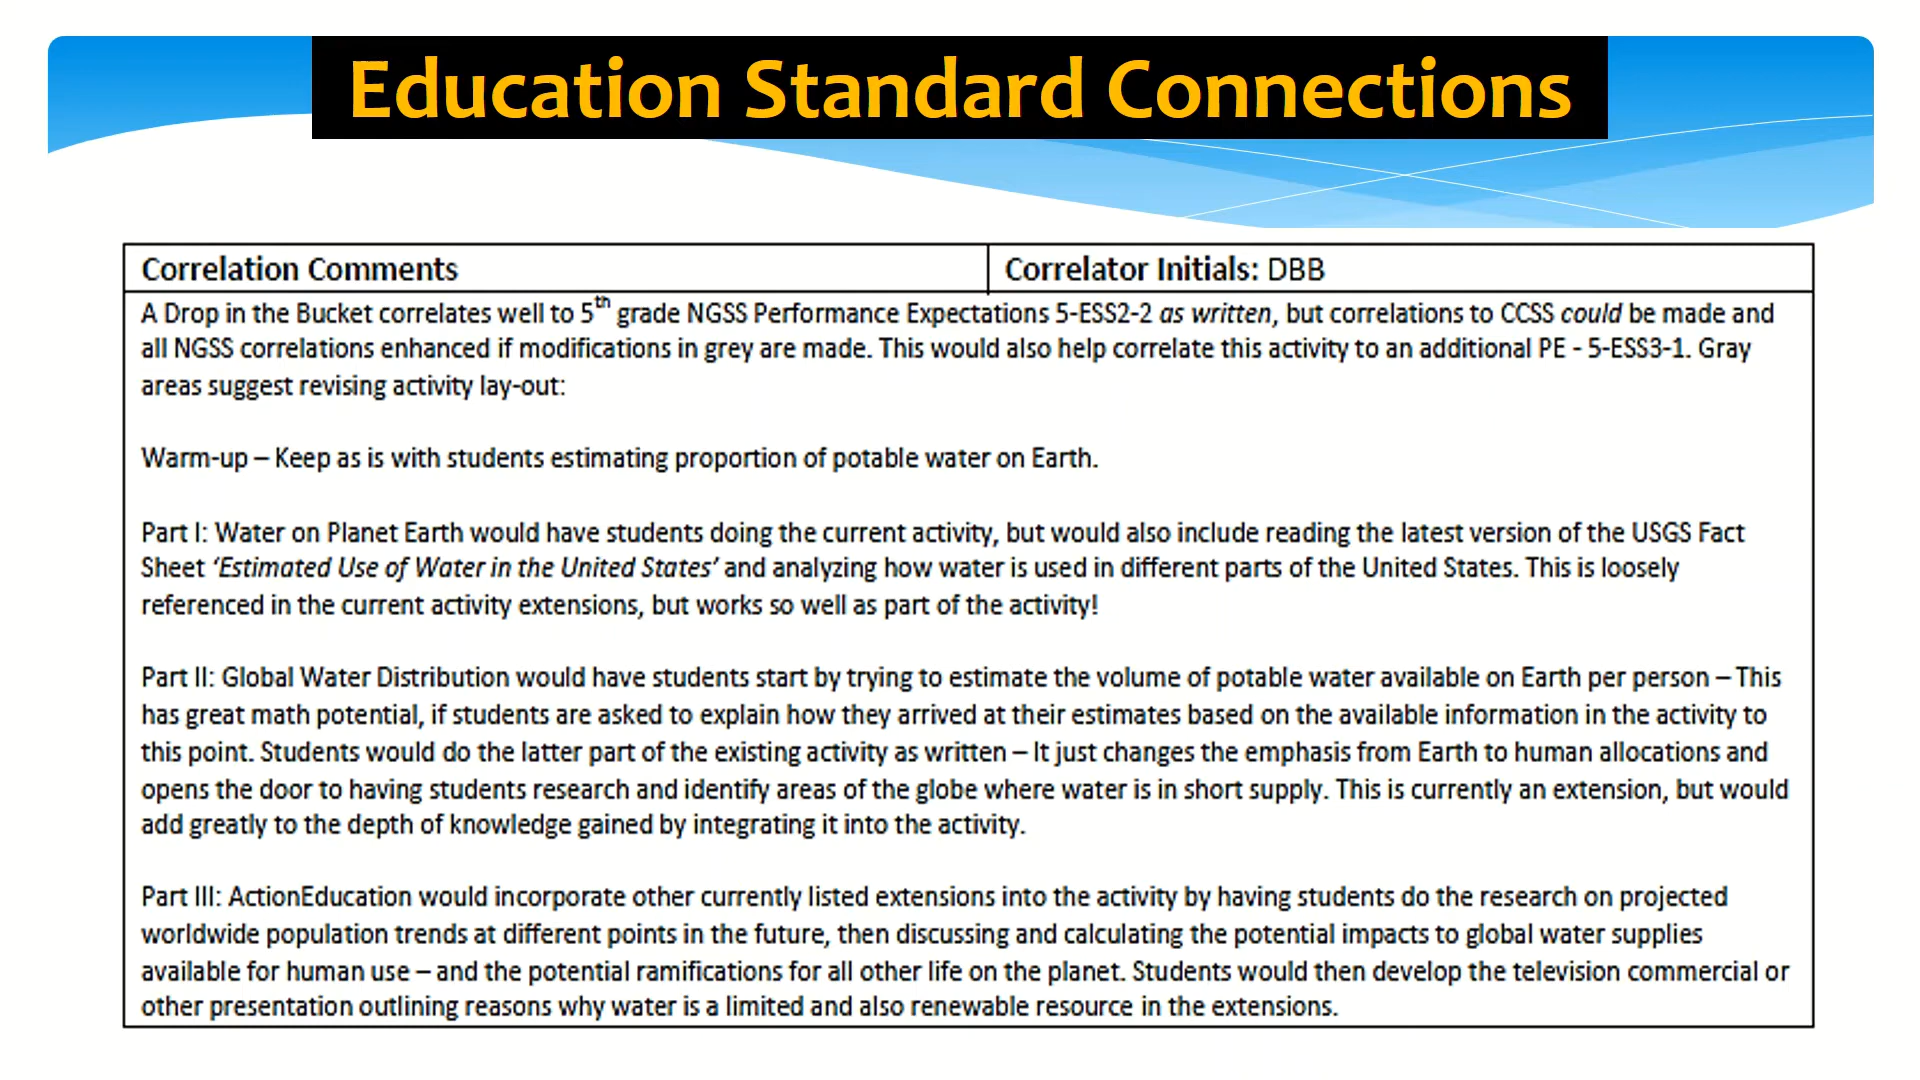 Education Standard Connections
Correlation Comments
Correlator Initials: DBB
A Drop in the Bucket correlates well to 5th grade NGSS Performance Expectations 5-ESS2-2 as written, but correlations to CCSS could be made and
all NGSS correlations enhanced if modifications in grey are made. This would also help correlate this activity to an additional PE - 5-ESS3-1. Gray
areas suggest revising activity lay-out:
Warm-up – Keep as is with students estimating proportion of potable water on Earth.
Part I: Water on Planet Earth would have students doing the current activity, but would also include reading the latest version of the USGS Fact
Sheet ‘Estimated Use of Water in the United States’ and analyzing how water is used in different parts of the United States. This is loosely
referenced in the current activity extensions, but works so well as part of the activity!
Part II: Global Water Distribution would have students start by trying to estimate the volume of potable water available on Earth per person – This
has great math potential, if students are asked to explain how they arrived at their estimates based on the available information in the activity to
this point. Students would do the latter part of the existing activity as written – It just changes the emphasis from Earth to human allocations and
opens the door to having students research and identify areas of the globe where water is in short supply. This is currently an extension, but would
add greatly to the depth of knowledge gained by integrating it into the activity.
Part III: ActionEducation would incorporate other currently listed extensions into the activity by having students do the research on projected
worldwide population trends at different points in the future, then discussing and calculating the potential impacts to global water supplies
available for human use – and the potential ramifications for all other life on the planet. Students would then develop the television commercial or
other presentation outlining reasons why water is a limited and also renewable resource in the extensions.